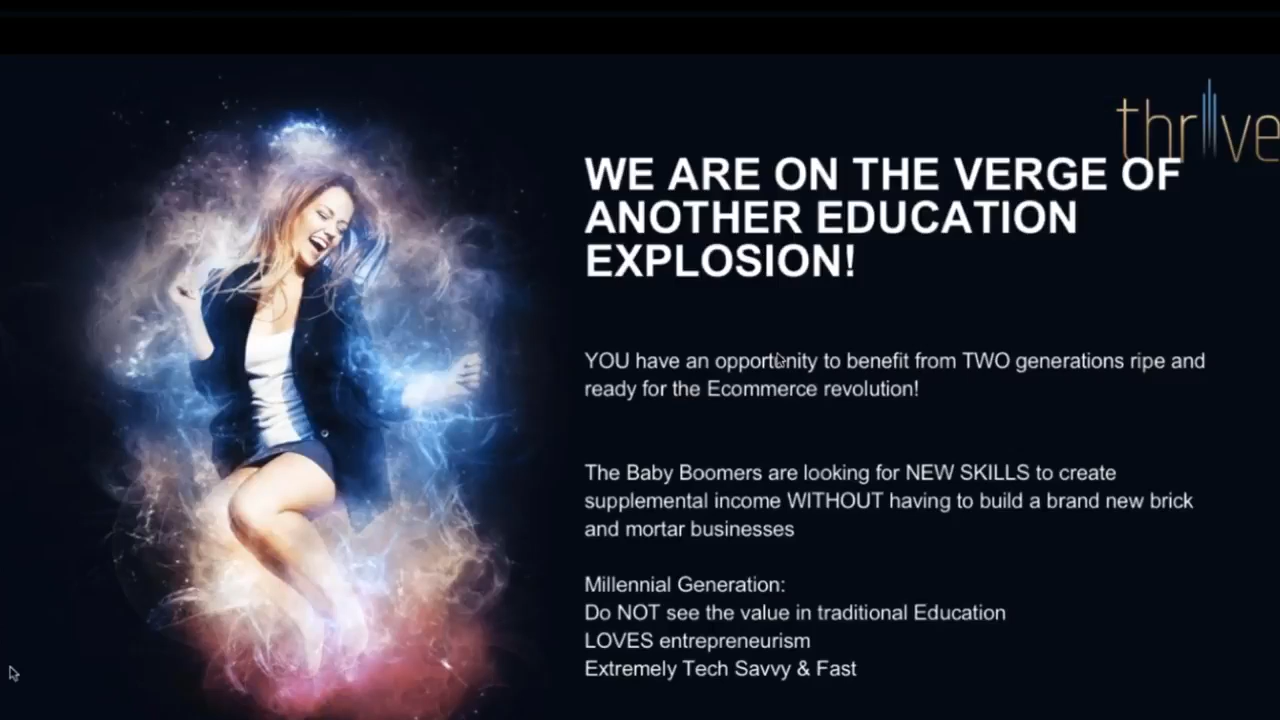 thrive
WE ARE ON THE VERGE OF
ANOTHER EDUCATION
EXPLOSION!
YOU have an opportunity to benefit from TWO generations ripe and
ready for the Ecommerce revolution!
The Baby Boomers are looking for NEW SKILLS to create
supplemental income WITHOUT having to build a brand new brick
and mortar businesses
Millennial Generation:
Do NOT see the value in traditional Education
LOVES entrepreneurism
Extremely Tech Savvy & Fast